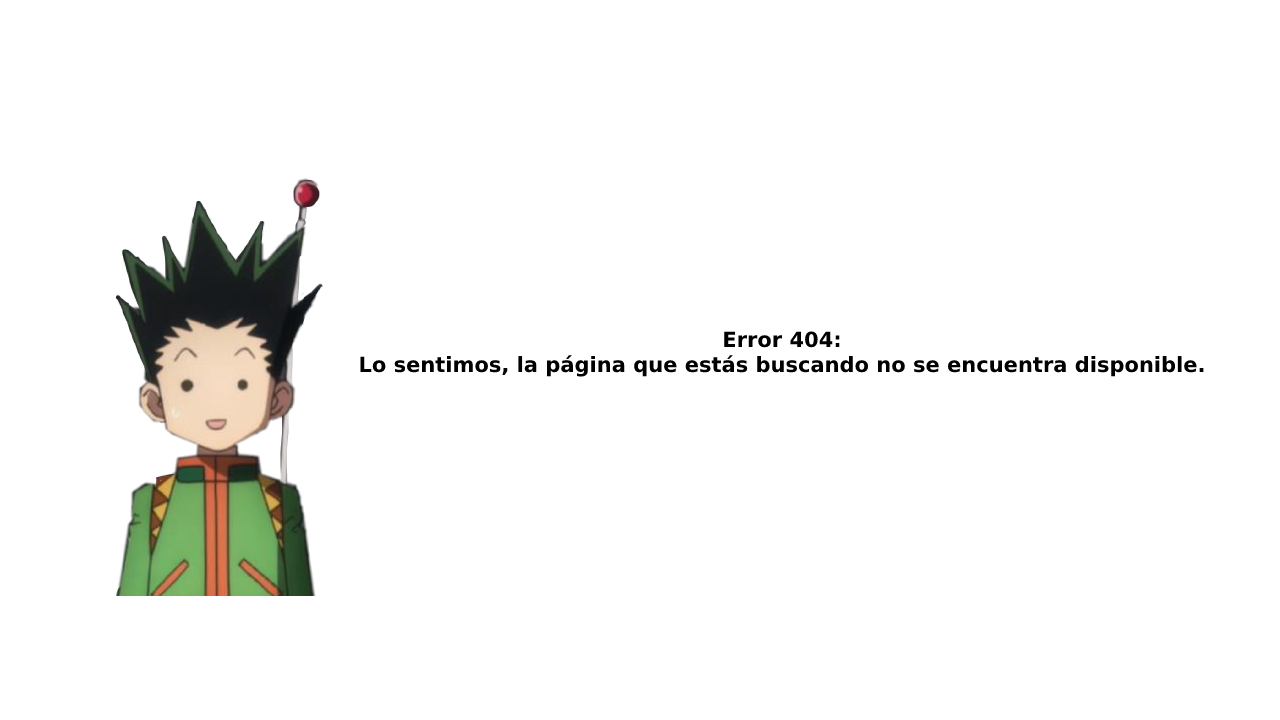 Error 404:
Lo sentimos, la página que estás buscando no se encuentra disponible.